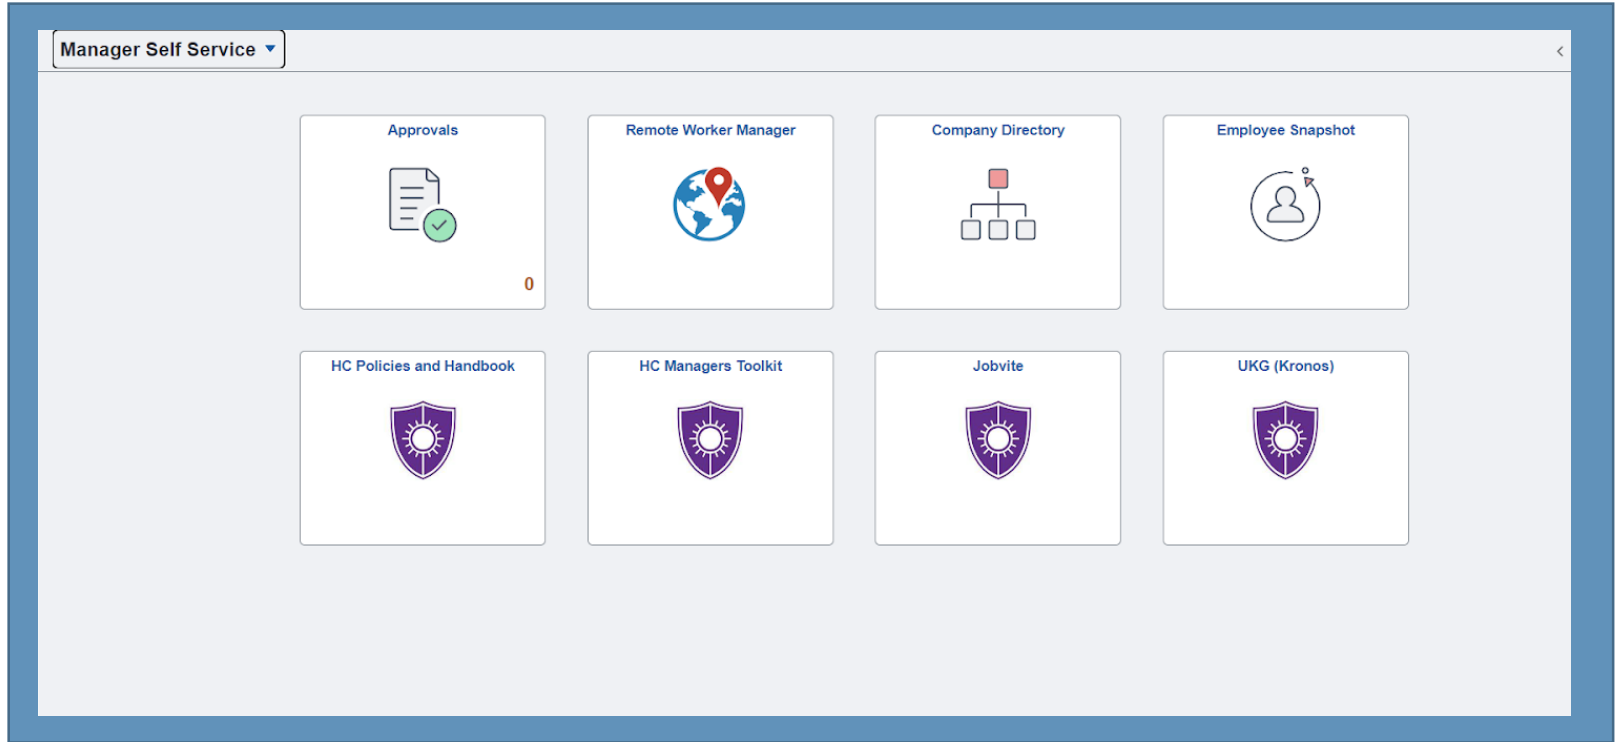 Manager Self Service
Approvals
Remote Worker Manager
Company Directory
Employee Snapshot
0
HC Policies and Handbook
HC Managers Toolkit
Jobvite
UKG (Kronos)